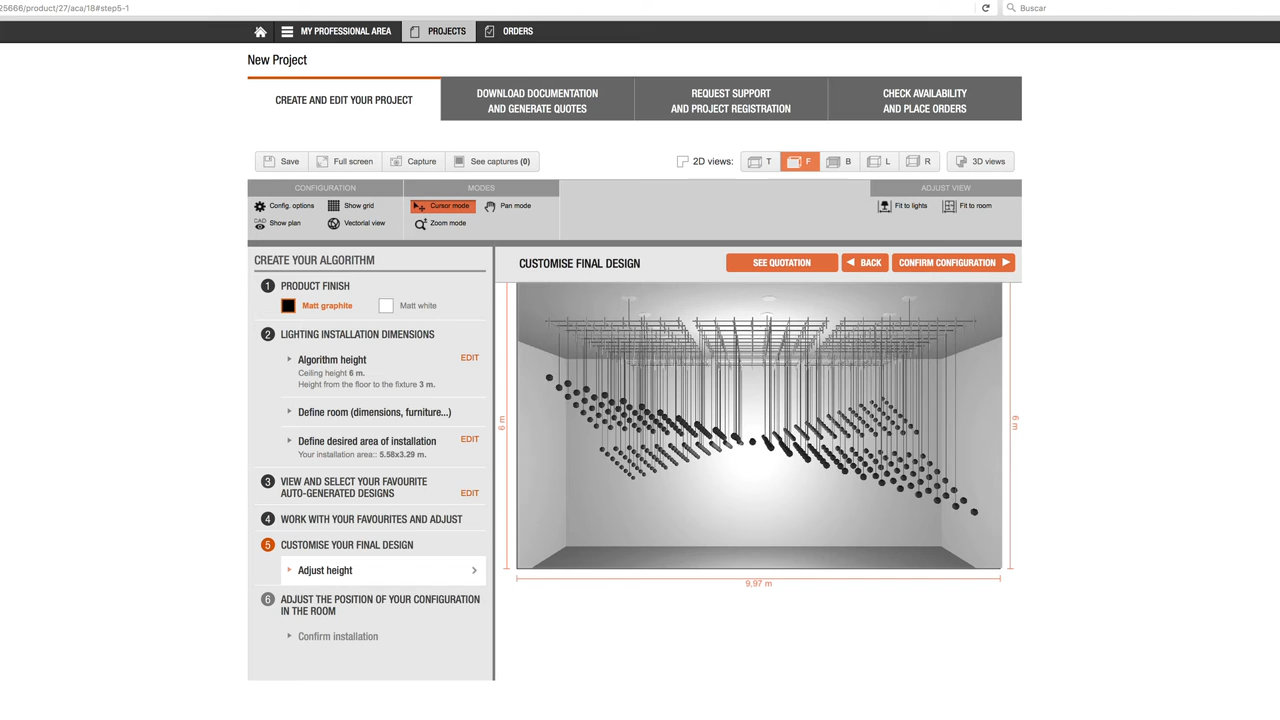 25666/product/27/aca/18#step5-1
Buscar
MY PROFESSIONAL AREA
PROJECTS
ORDERS
New Project
CREATE AND EDIT YOUR PROJECT
DOWNLOAD DOCUMENTATION
AND GENERATE QUOTES
REQUEST SUPPORT
AND PROJECT REGISTRATION
CHECK AVAILABILITY
AND PLACE ORDERS
Save
Full screen
Capture
See captures (0)
2D views:
T
F
B
L
R
3D views
CONFIGURATION
MODES
ADJUST VIEW
Config. options
Show grid
Cursor mode
Pan mode
Fit to lights
Fit to room
CAD
Show plan
Vectorial view
Zoom mode
CREATE YOUR ALGORITHM
CUSTOMISE FINAL DESIGN
SEE QUOTATION
BACK
CONFIRM CONFIGURATION
1 PRODUCT FINISH
Matt graphite
Matt white
2 LIGHTING INSTALLATION DIMENSIONS
Algorithm height
EDIT
Ceiling height 6 m.
Height from the floor to the fixture 3 m.
Define room (dimensions, furniture...)
Define desired area of installation
EDIT
Your installation area:: 5.58x3.29 m.
3 VIEW AND SELECT YOUR FAVOURITE
AUTO-GENERATED DESIGNS
EDIT
4 WORK WITH YOUR FAVOURITES AND ADJUST
5 CUSTOMISE YOUR FINAL DESIGN
Adjust height
6 ADJUST THE POSITION OF YOUR CONFIGURATION
IN THE ROOM
Confirm installation
6 m
6 m
9,97 m